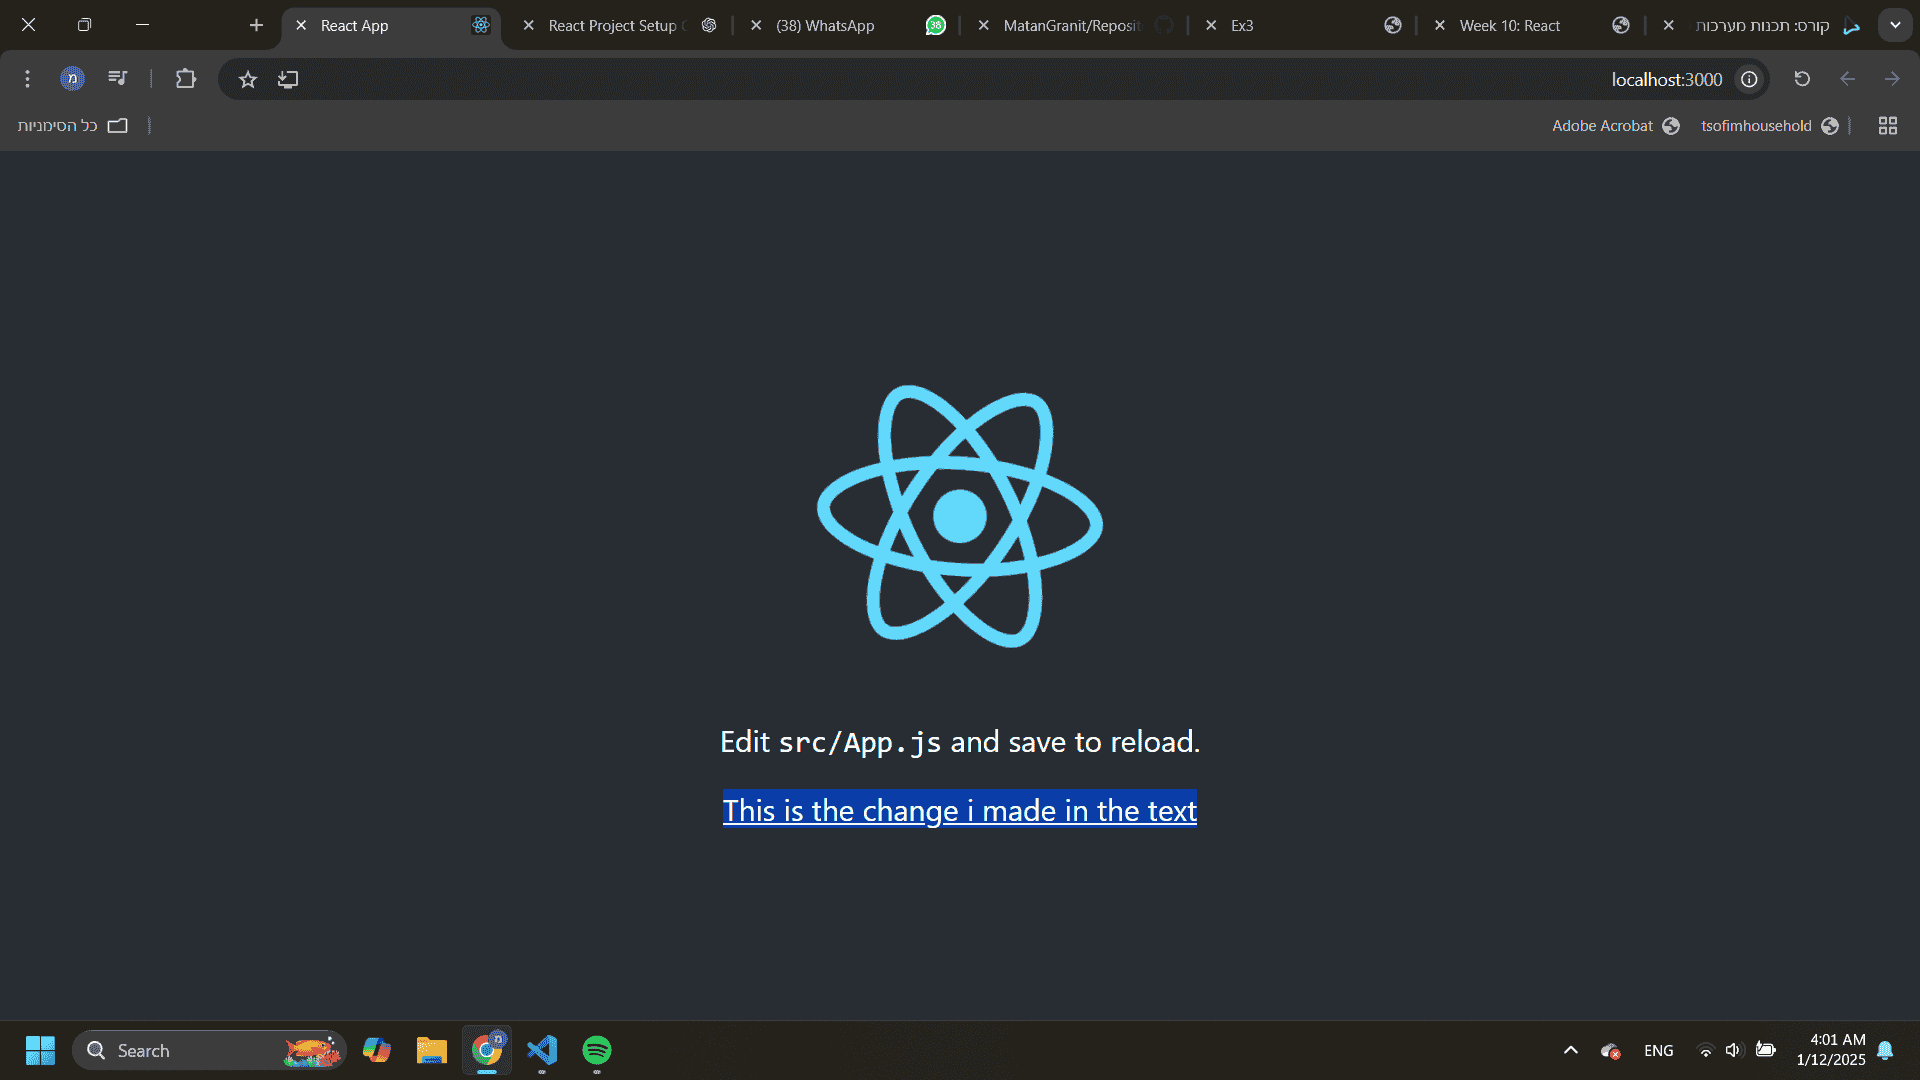 React App
React Project Setup
(38) WhatsApp
MatanGranit/Reposit
Ex3
Week 10: React
קורס: תכנות מערכות
localhost:3000
כל הסימניות
Adobe Acrobat
tsofimhousehold
Edit src/App.js and save to reload.
This is the change i made in the text
Search
ENG
4:01 AM
1/12/2025